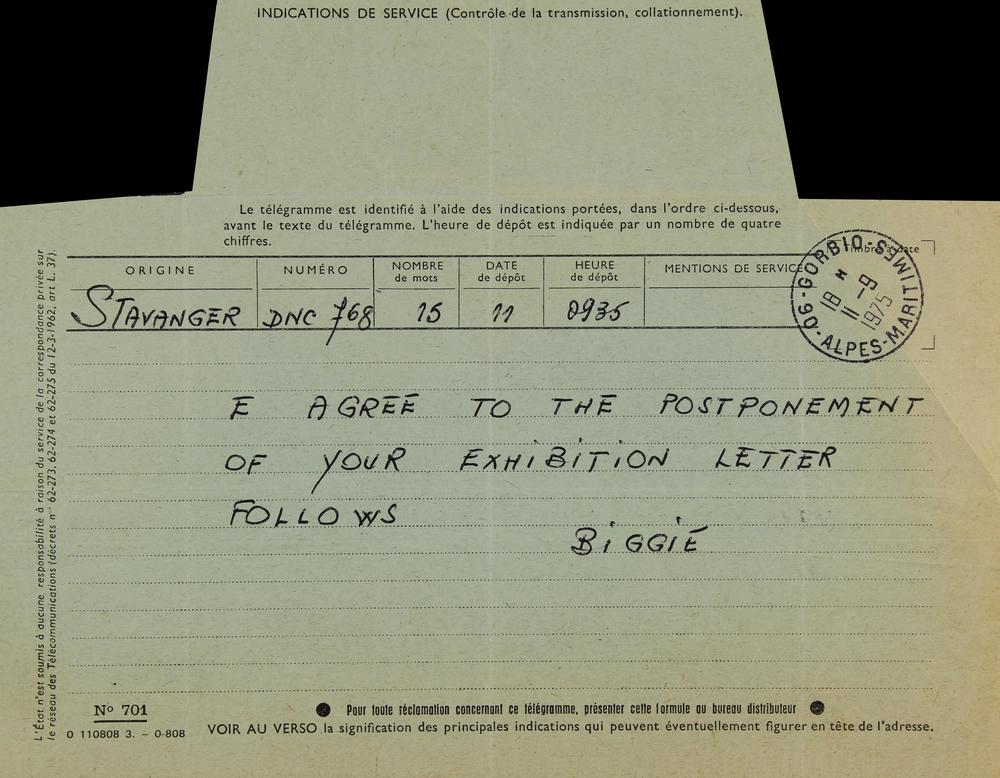 INDICATIONS DE SERVICE (Contrôle de la transmission, collationnement).
Le télégramme est identifié à l'aide des indications portées, dans l'ordre ci-dessous,
avant le texte du télégramme. L'heure de dépôt est indiquée par un nombre de quatre
chiffres.
ORIGINE NUMÉRO NOMBRE de mots DATE de dépôt HEURE de dépôt MENTIONS DE SERVICE
Timbre à date
STAVANGER DNC 768 15 11 0935
06-GORBIO-ALPES-MARITIMES
18 * 11 -9 1975
E AGREE TO THE POSTPONEMENT
OF YOUR EXHIBITION LETTER
FOLLOWS
BIGGIE
L'État n'est soumis à aucune responsabilité à raison du service de la correspondance privée sur
le réseau des Télécommunications (décrets n° 62-273, 62-274 et 62-275 du 12-3-1962, art L. 37).
N° 701
O 110808 3. – O-808
Pour toute réclamation concernant ce télégramme, présenter cette formule au bureau distributeur
VOIR AU VERSO la signification des principales indications qui peuvent éventuellement figurer en tête de l'adresse.